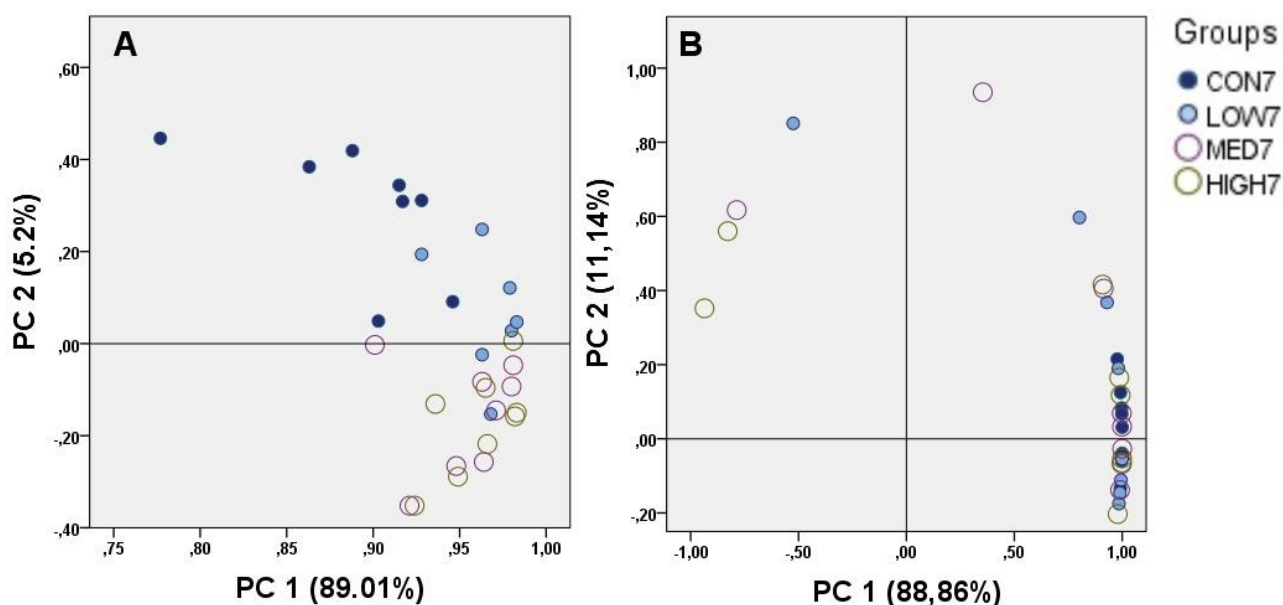 A
B
Groups
CON7
LOW7
MED7
HIGH7
PC 2 (5.2%)
,60
,40
,20
,00
-,20
-,40
,75
,80
,85
,90
,95
1,00
PC 1 (89.01%)
PC 2 (11,14%)
1,00
,80
,60
,40
,20
,00
-,20
-1,00
-,50
,00
,50
1,00
PC 1 (88,86%)